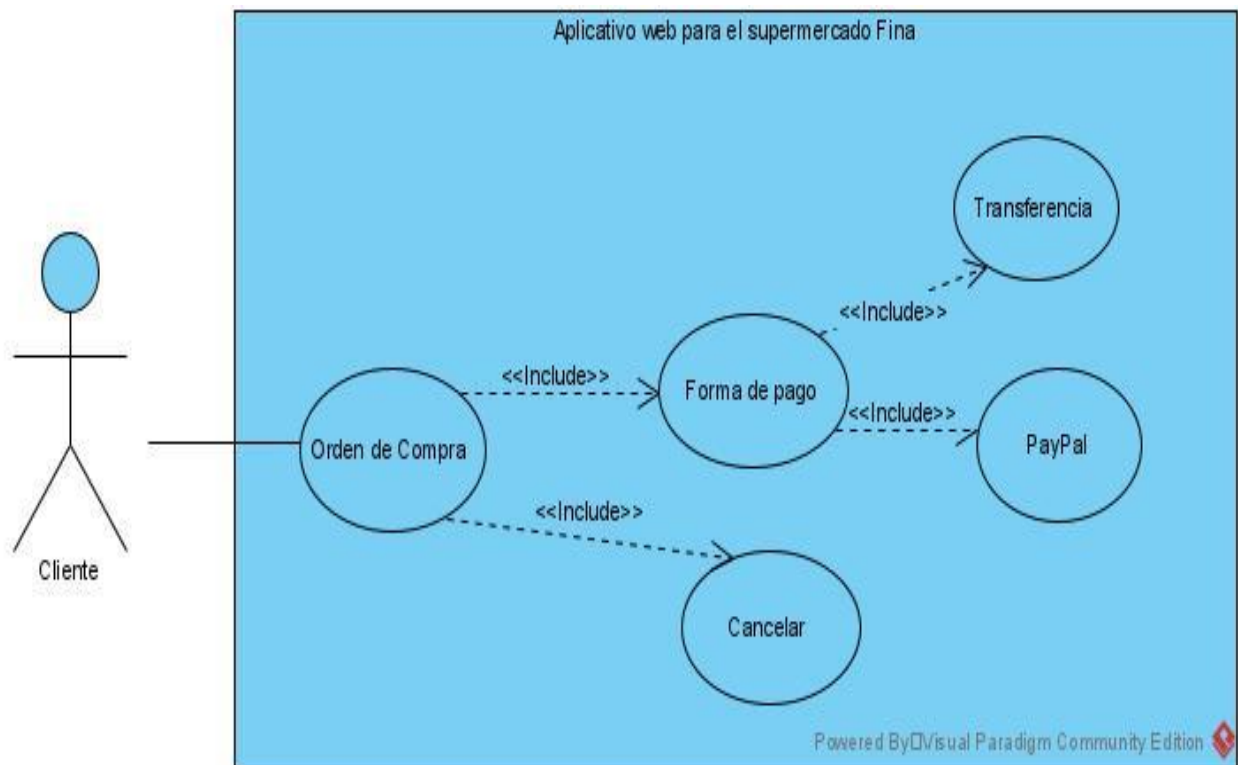 Aplicativo web para el supermercado Fina
Transferencia
<<Include>>
<<Include>>
Forma de pago
<<Include>>
PayPal
Orden de Compra
<<Include>>
Cliente
Cancelar
Powered By Visual Paradigm Community Edition